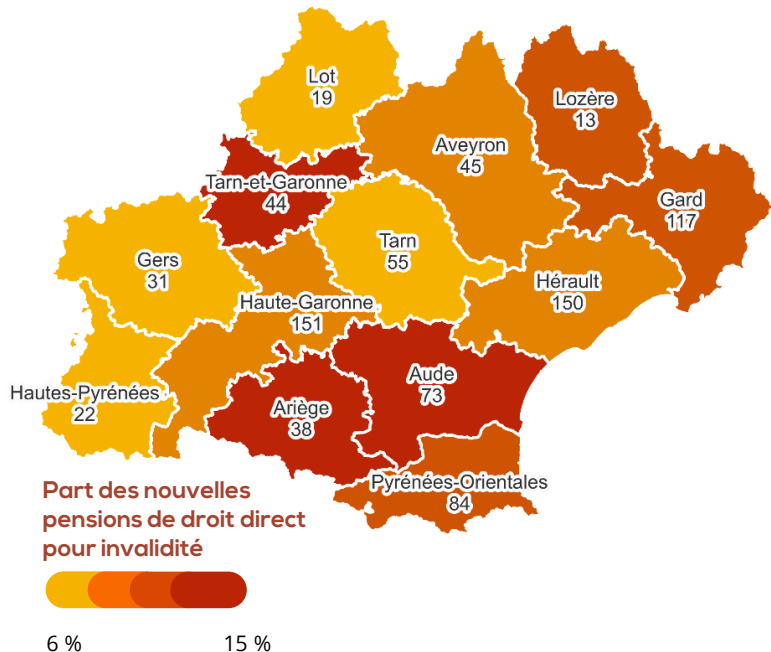 Lot
19
Lozère
13
Aveyron
45
Tarn-et-Garonne
44
Gard
117
Tarn
55
Gers
31
Hérault
150
Haute-Garonne
151
Aude
73
Hautes-Pyrénées
22
Ariège
38
Pyrénées-Orientales
84
Part des nouvelles
pensions de droit direct
pour invalidité
6 % 15 %